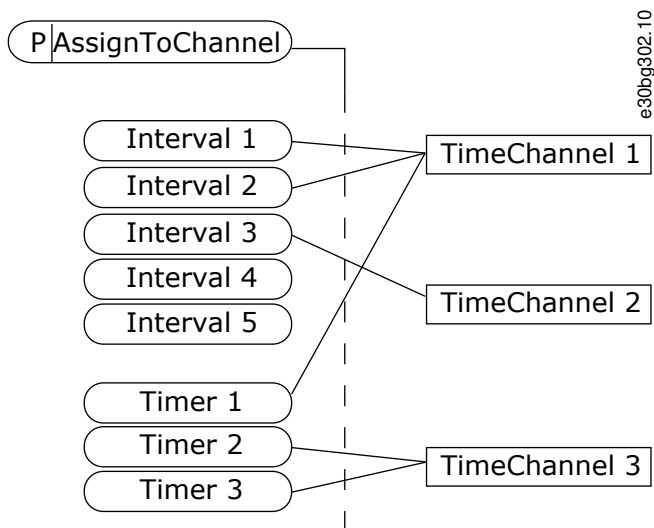 P AssignToChannel
Interval 1
Interval 2
Interval 3
Interval 4
Interval 5
Timer 1
Timer 2
Timer 3
TimeChannel 1
TimeChannel 2
TimeChannel 3
e30bg302.10